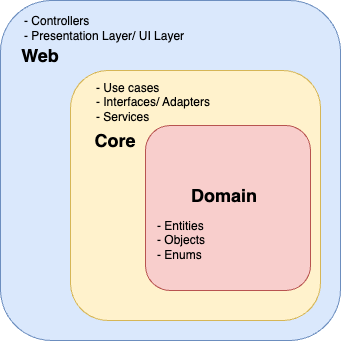 - Controllers
- Presentation Layer/ UI Layer
Web
- Use cases
- Interfaces/ Adapters
- Services
Core
Domain
- Entities
- Objects
- Enums